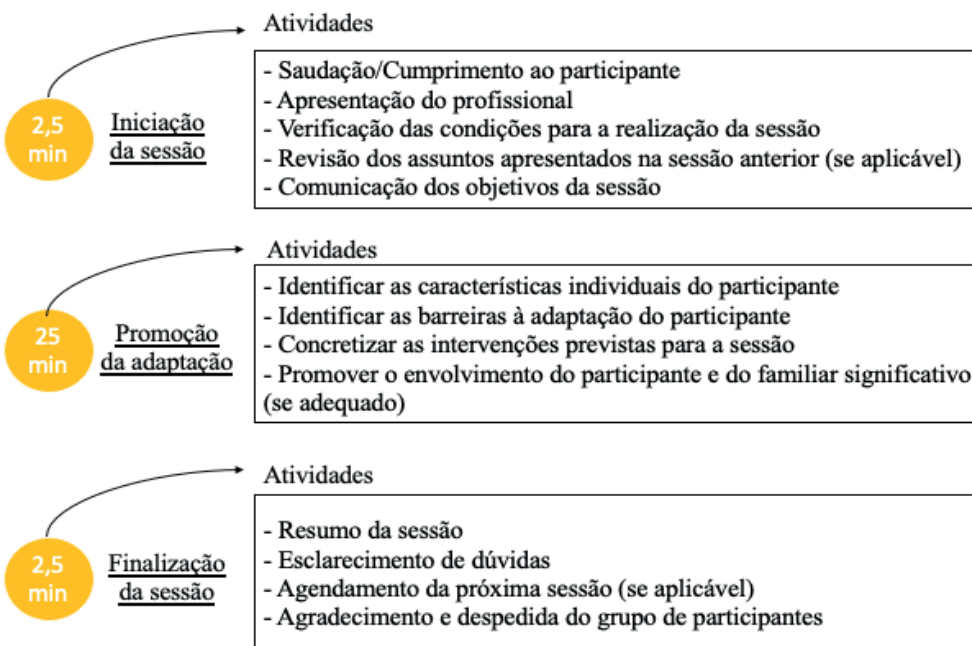 Atividades
2,5
min
Iniciação
da sessão
- Saudação/Cumprimento ao participante
- Apresentação do profissional
- Verificação das condições para a realização da sessão
- Revisão dos assuntos apresentados na sessão anterior (se aplicável)
- Comunicação dos objetivos da sessão
Atividades
25
min
Promoção
da adaptação
- Identificar as características individuais do participante
- Identificar as barreiras à adaptação do participante
- Concretizar as intervenções previstas para a sessão
- Promover o envolvimento do participante e do familiar significativo
(se adequado)
Atividades
2,5
min
Finalização
da sessão
- Resumo da sessão
- Esclarecimento de dúvidas
- Agendamento da próxima sessão (se aplicável)
- Agradecimento e despedida do grupo de participantes